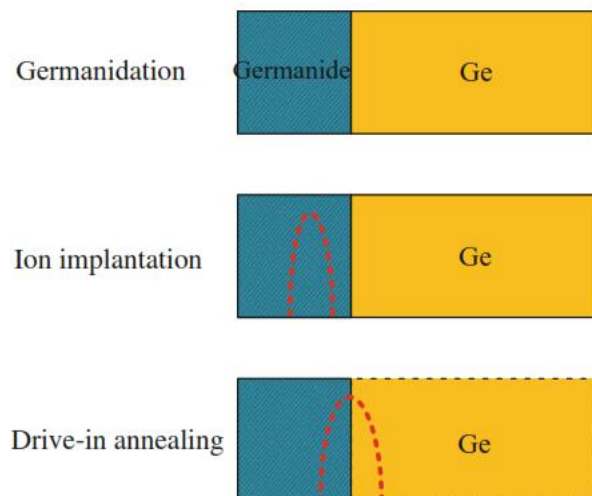 Germanidation
Germanide
Ge
Ion implantation
Ge
Drive-in annealing
Ge